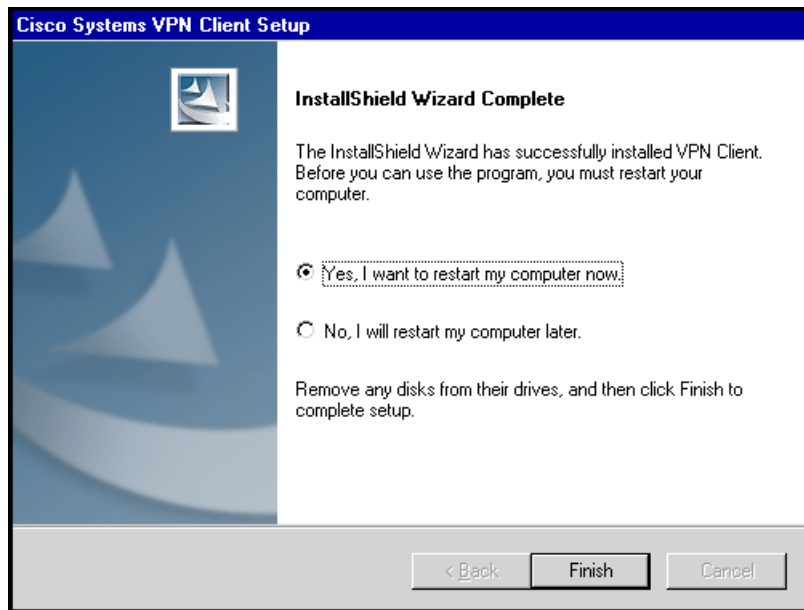 Cisco Systems VPN Client Setup
InstallShield Wizard Complete
The InstallShield Wizard has successfully installed VPN Client.
Before you can use the program, you must restart your
computer.
Yes, I want to restart my computer now.
No, I will restart my computer later.
Remove any disks from their drives, and then click Finish to
complete setup.
< Back Finish Cancel